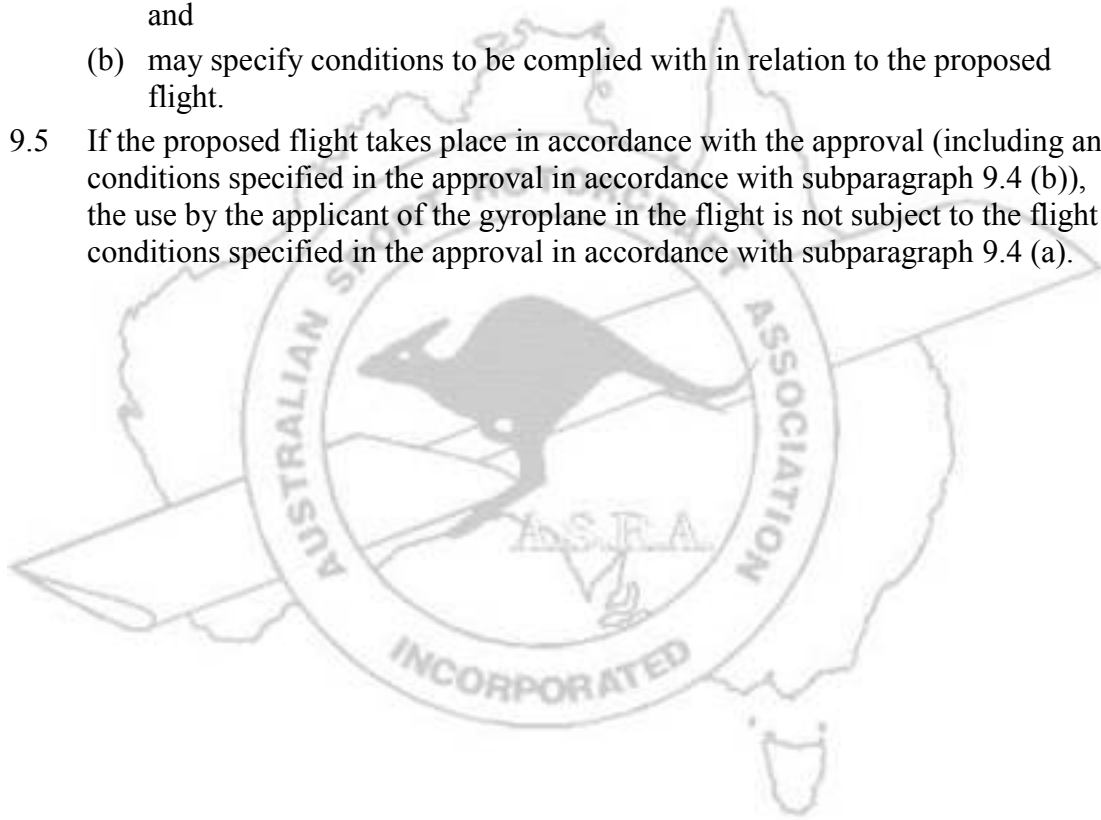 and
(b) may specify conditions to be complied with in relation to the proposed
flight.
9.5 If the proposed flight takes place in accordance with the approval (including an
conditions specified in the approval in accordance with subparagraph 9.4 (b)),
the use by the applicant of the gyroplane in the flight is not subject to the flight
conditions specified in the approval in accordance with subparagraph 9.4 (a).
AUSTRALIAN SPORT ROTORCRAFT ASSOCIATION
A.S.R.A.
INCORPORATED